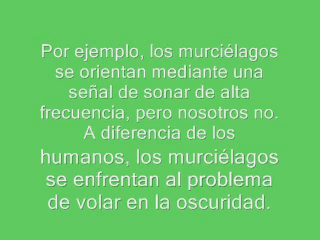 Por ejemplo, los murciélagos
se orientan mediante una
señal de sonar de alta
frecuencia, pero nosotros no.
A diferencia de los
humanos, los murciélagos
se enfrentan al problema
de volar en la oscuridad.